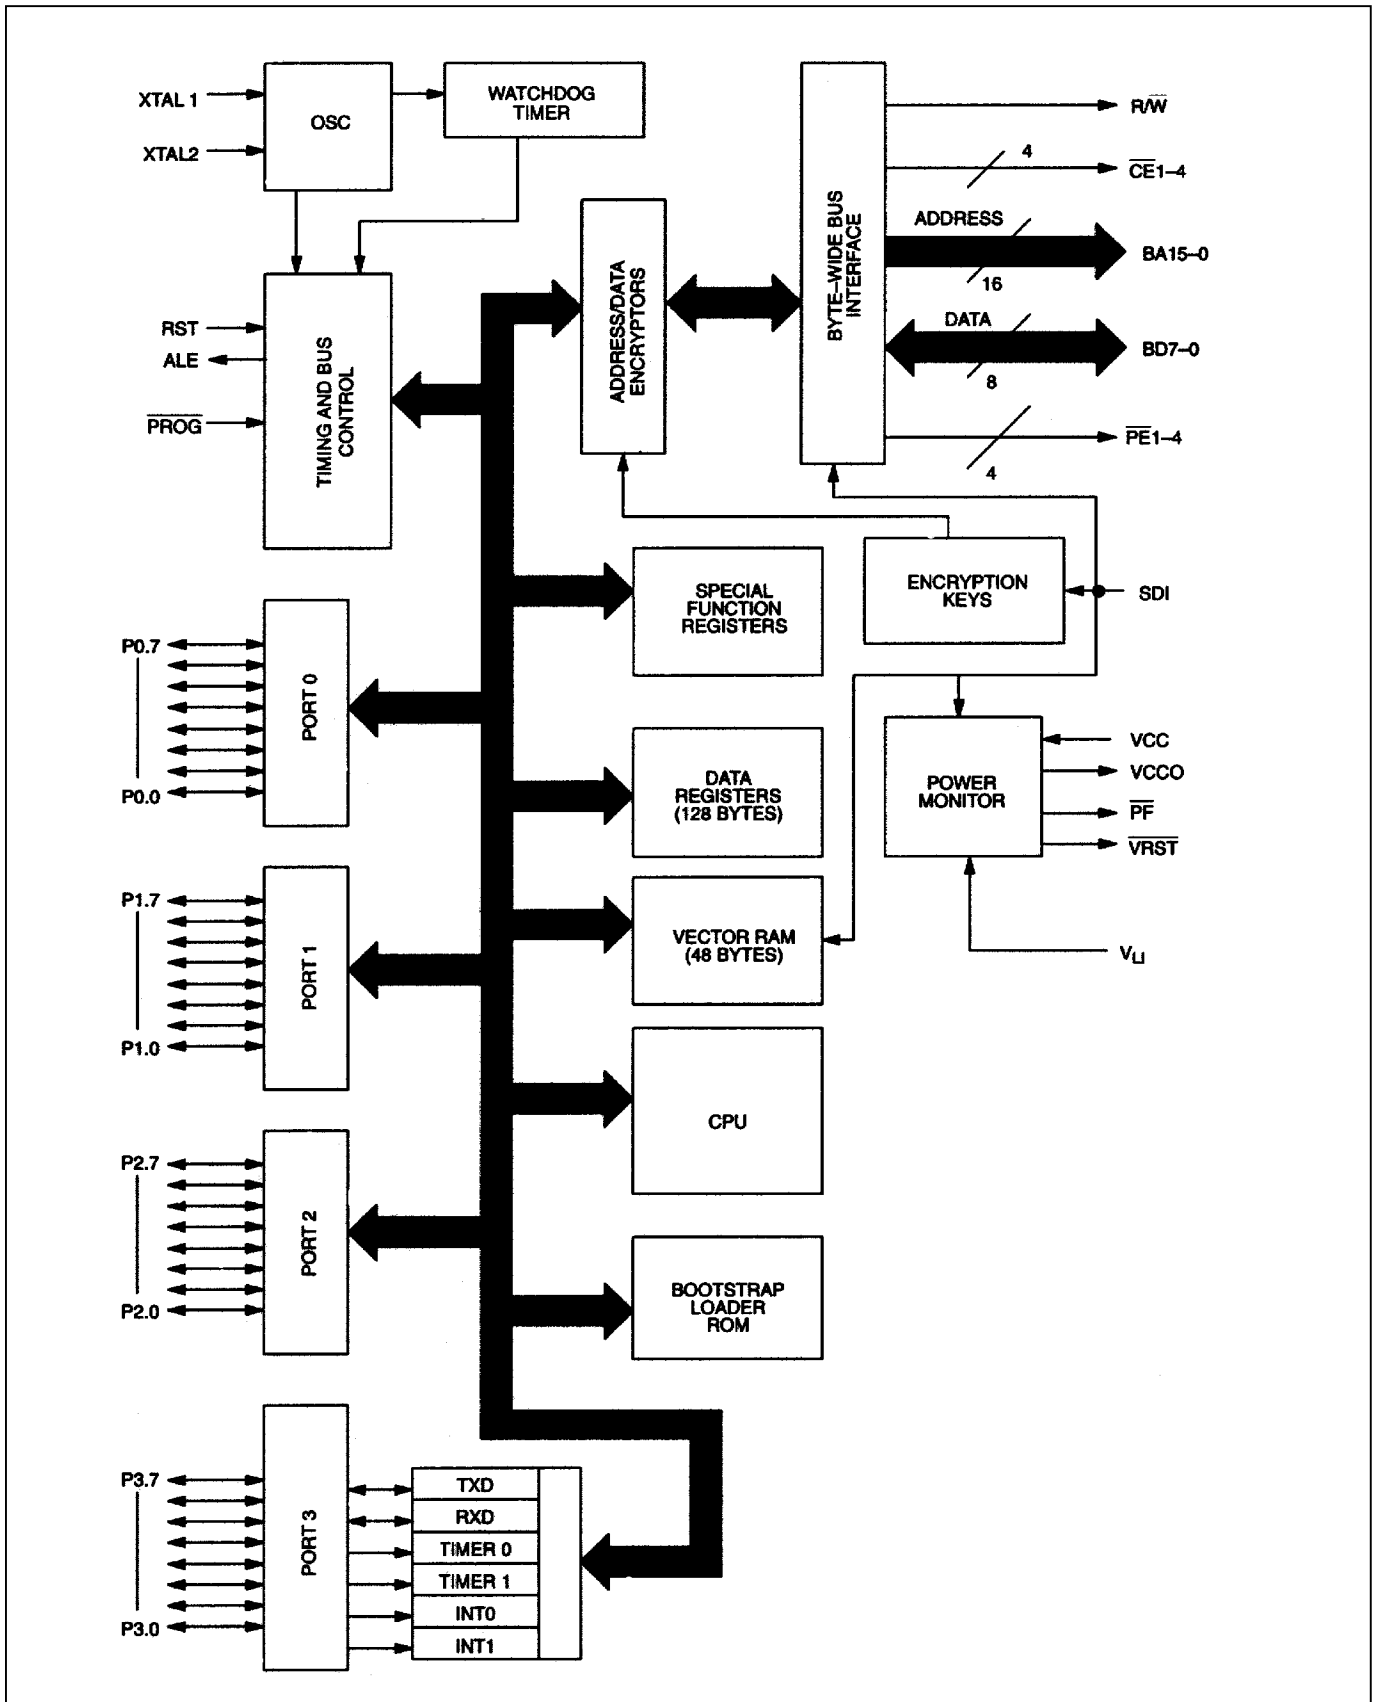 XTAL 1
XTAL2
OSC
WATCHDOG
TIMER
RST
ALE
PROG
TIMING AND BUS
CONTROL
ADDRESS/DATA
ENCRYPTORS
BYTE–WIDE BUS
INTERFACE
R/W
4
CE1–4
ADDRESS
16
BA15–0
DATA
8
BD7–0
PE1–4
4
ENCRYPTION
KEYS
SDI
SPECIAL
FUNCTION
REGISTERS
P0.7
P0.0
PORT 0
DATA
REGISTERS
(128 BYTES)
POWER
MONITOR
VCC
VCCO
PF
VRST
VLI
P1.7
P1.0
PORT 1
VECTOR RAM
(48 BYTES)
CPU
P2.7
P2.0
PORT 2
BOOTSTRAP
LOADER
ROM
P3.7
P3.0
PORT 3
TXD
RXD
TIMER 0
TIMER 1
INT0
INT1